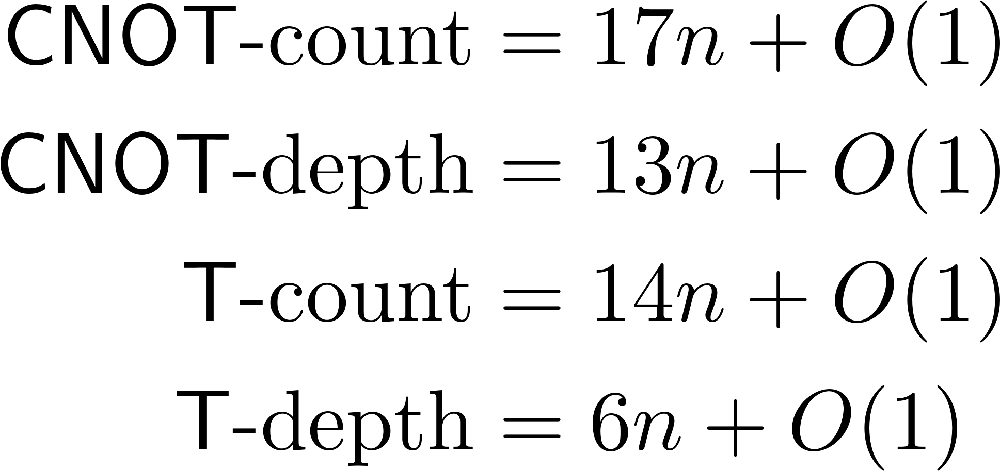 CNOT-count = 17n + O(1)
CNOT-depth = 13n + O(1)
T-count = 14n + O(1)
T-depth = 6n + O(1)